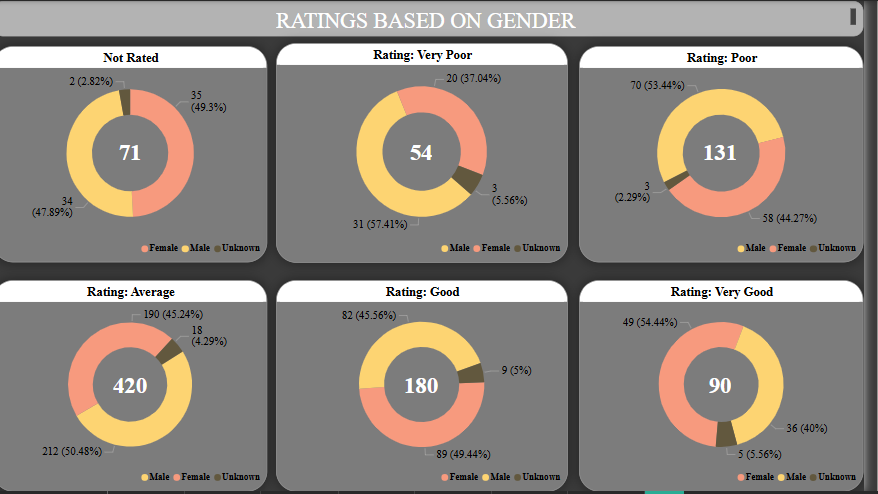 RATINGS BASED ON GENDER
Not Rated
2 (2.82%)
35
(49.3%)
71
34
(47.89%)
Female Male Unknown
Rating: Very Poor
20 (37.04%)
54
3
(5.56%)
31 (57.41%)
Male Female Unknown
Rating: Poor
70 (53.44%)
131
3
(2.29%)
58 (44.27%)
Male Female Unknown
Rating: Average
190 (45.24%)
18
(4.29%)
420
212 (50.48%)
Male Female Unknown
Rating: Good
82 (45.56%)
9 (5%)
180
89 (49.44%)
Female Male Unknown
Rating: Very Good
49 (54.44%)
90
36 (40%)
5 (5.56%)
Female Male Unknown